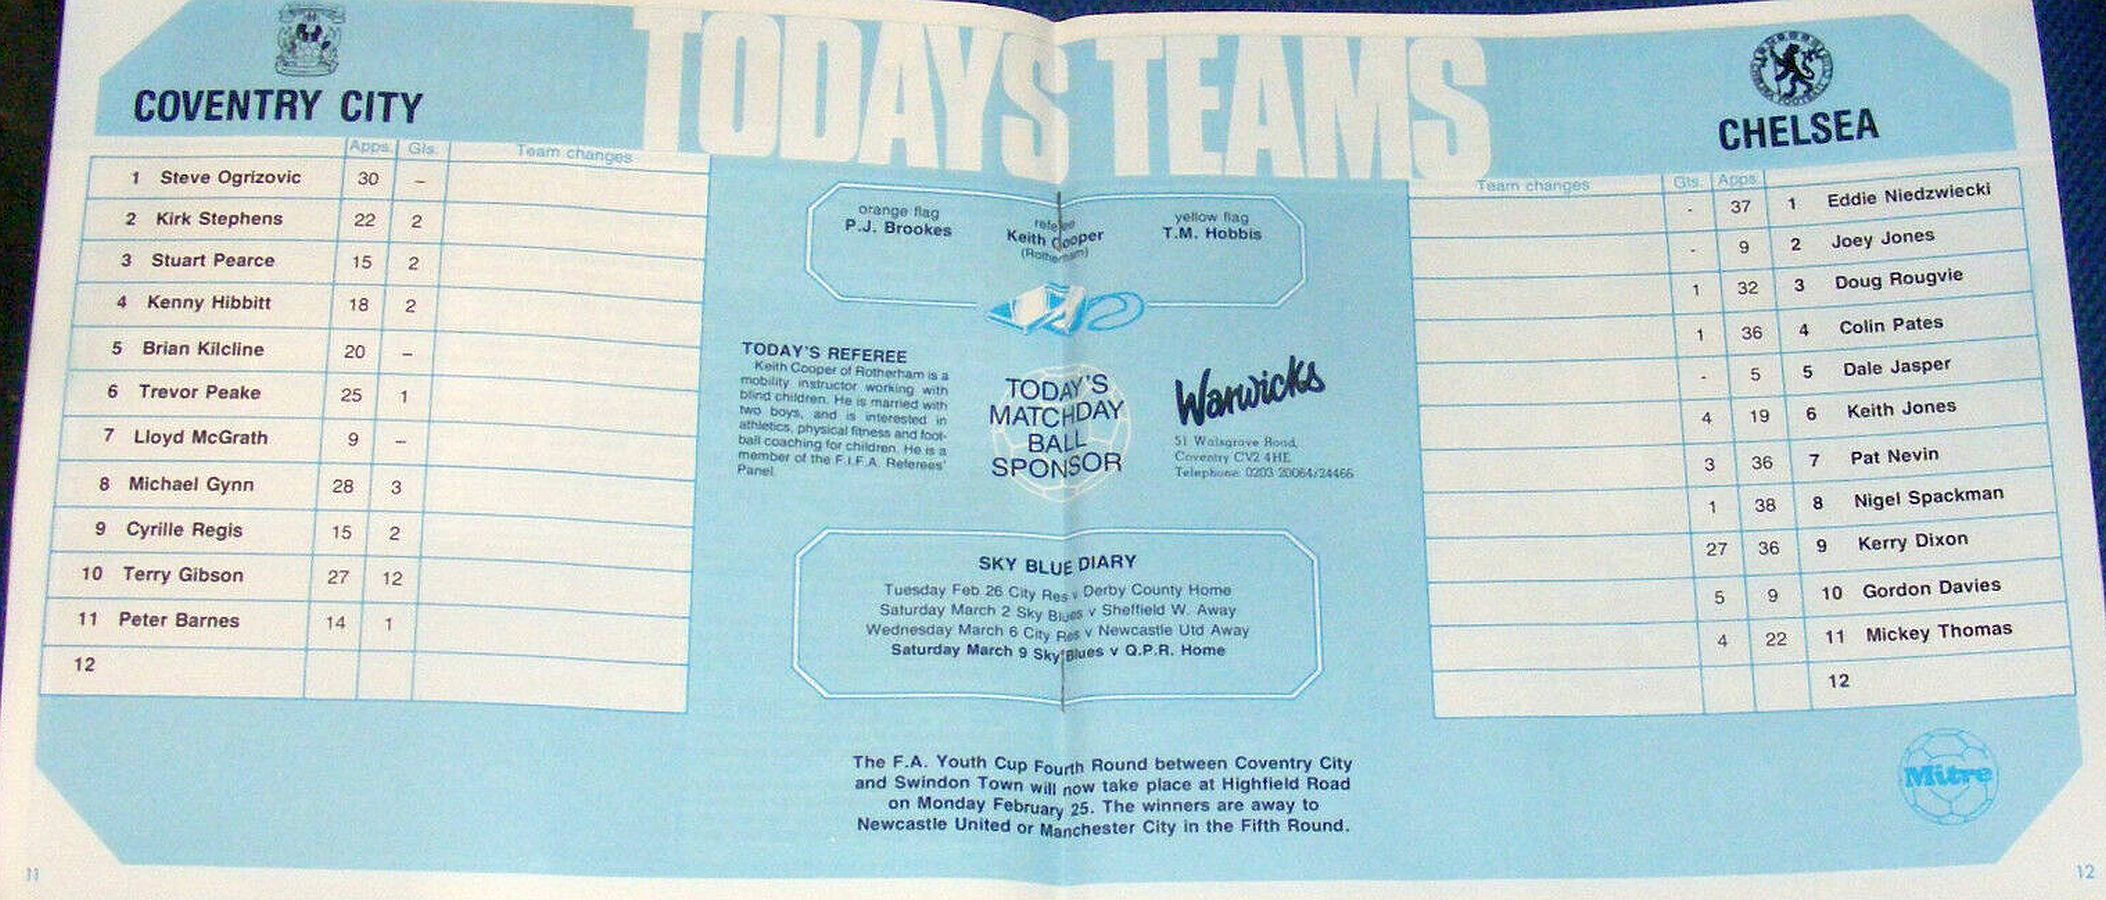 TODAYS TEAMS
COVENTRY CITY
Apps. Gls. Team changes
1 Steve Ogrizovic 30 –
2 Kirk Stephens 22 2
3 Stuart Pearce 15 2
4 Kenny Hibbitt 18 2
5 Brian Kilcline 20 –
6 Trevor Peake 25 1
7 Lloyd McGrath 9 –
8 Michael Gynn 28 3
9 Cyrille Regis 15 2
10 Terry Gibson 27 12
11 Peter Barnes 14 1
12
orange flag
P.J. Brookes
referee
Keith Cooper
(Rotherham)
yellow flag
T.M. Hobbis
TODAY'S REFEREE
Keith Cooper of Rotherham is a
mobility instructor working with
blind children. He is married with
two boys, and is interested in
athletics, physical fitness and foot-
ball coaching for children. He is a
member of the F.I.F.A. Referees'
Panel.
TODAY'S
MATCHDAY
BALL
SPONSOR
Warwicks
51 Walsgrave Road,
Coventry CV2 4HE
Telephone: 0203 20064/24466
SKY BLUE DIARY
Tuesday Feb 26 City Res v Derby County Home
Saturday March 2 Sky Blues v Sheffield W. Away
Wednesday March 6 City Res v Newcastle Utd Away
Saturday March 9 Sky Blues v Q.P.R. Home
The F.A. Youth Cup Fourth Round between Coventry City
and Swindon Town will now take place at Highfield Road
on Monday February 25. The winners are away to
Newcastle United or Manchester City in the Fifth Round.
CHELSEA
Team changes Gls. Apps.
- 37 1 Eddie Niedzwiecki
- 9 2 Joey Jones
1 32 3 Doug Rougvie
1 36 4 Colin Pates
- 5 5 Dale Jasper
4 19 6 Keith Jones
3 36 7 Pat Nevin
1 38 8 Nigel Spackman
27 36 9 Kerry Dixon
5 9 10 Gordon Davies
4 22 11 Mickey Thomas
12
Mitre
11
12